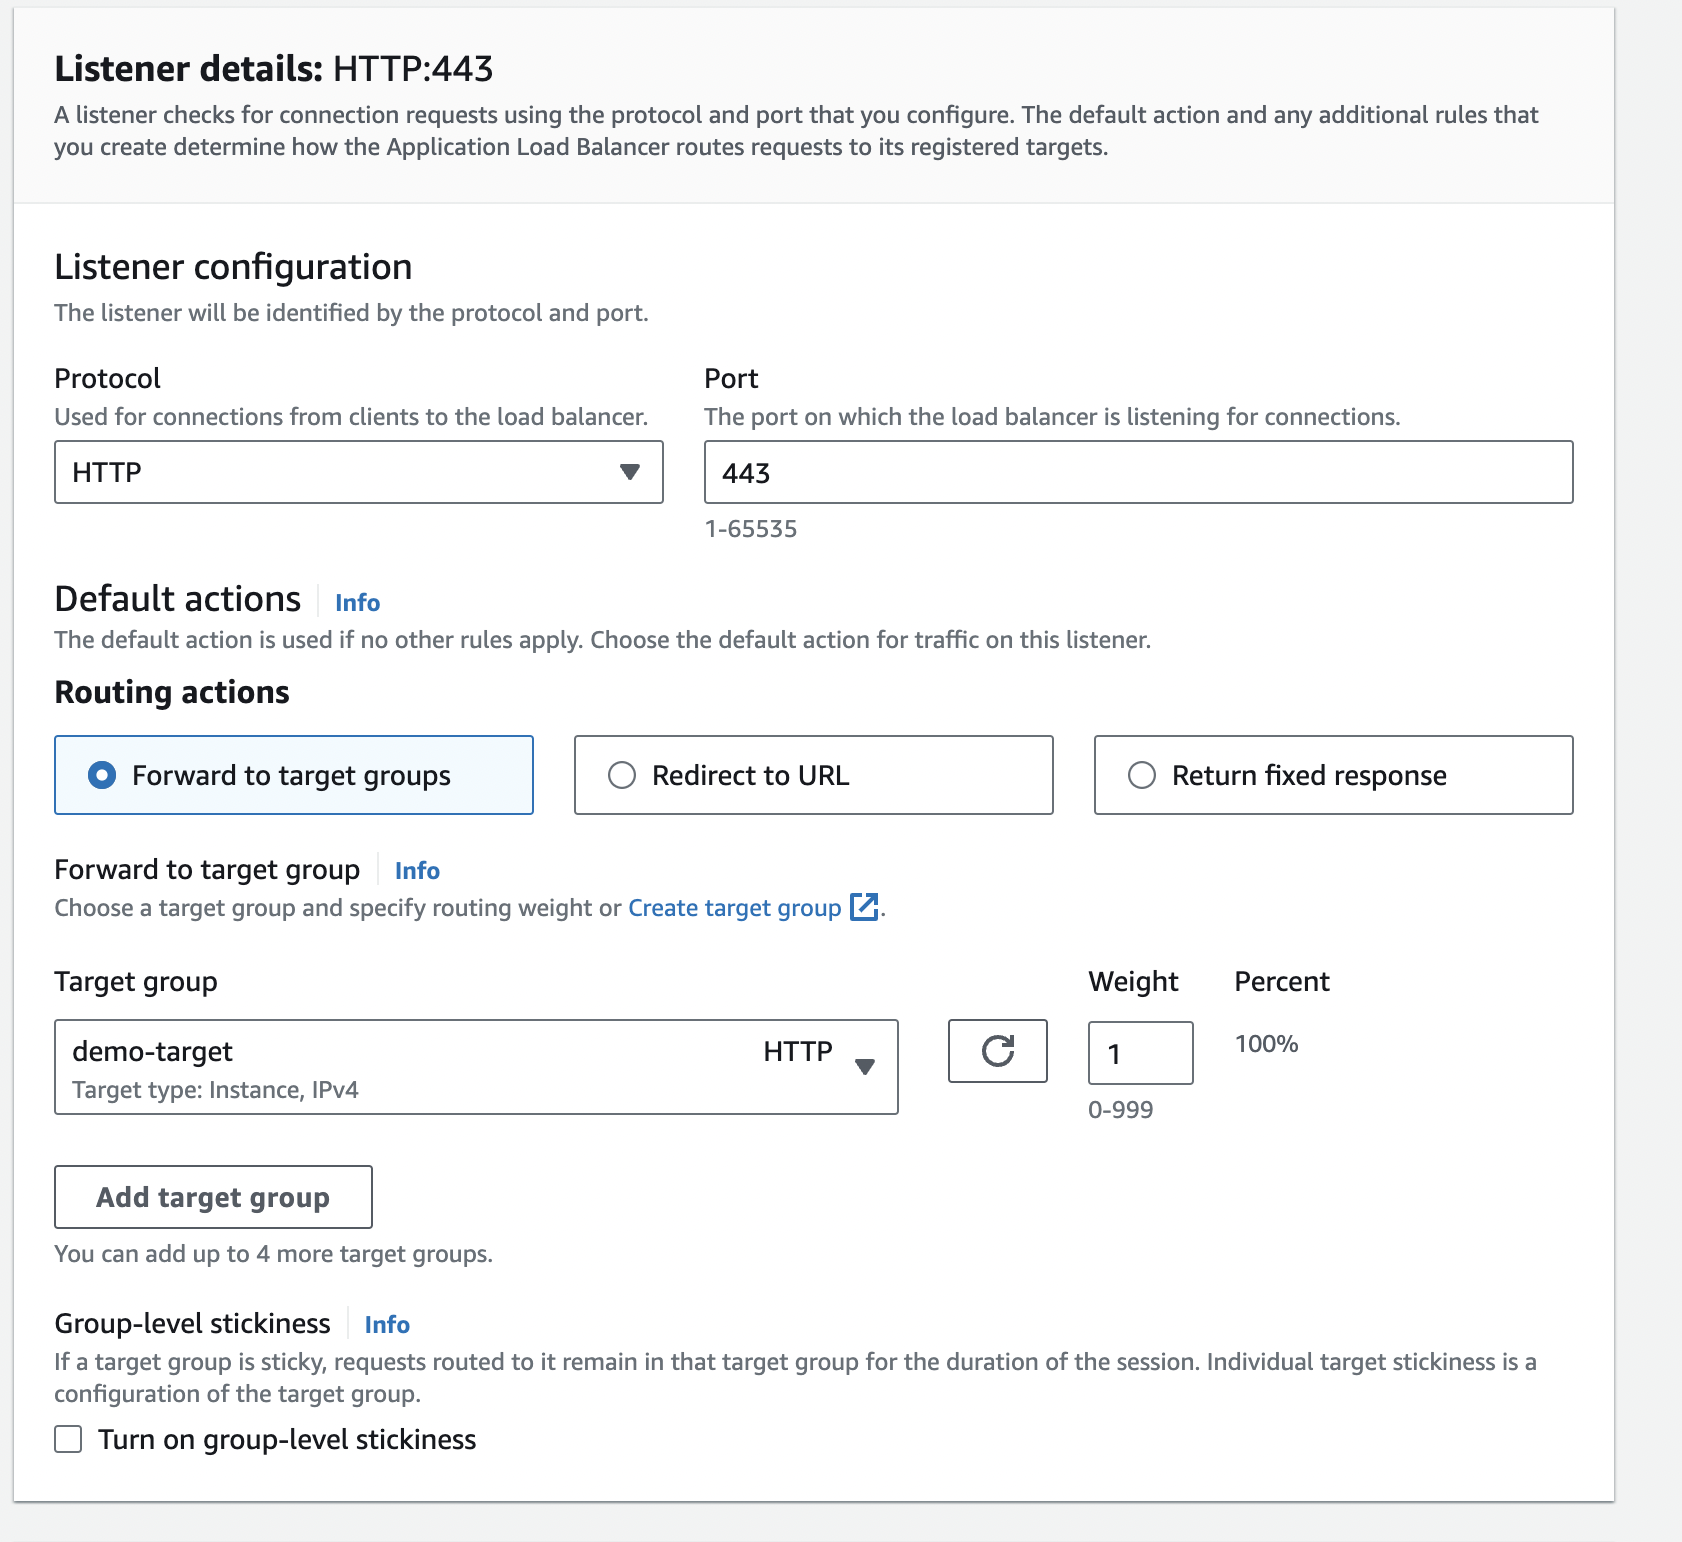 Listener details: HTTP:443
A listener checks for connection requests using the protocol and port that you configure. The default action and any additional rules that
you create determine how the Application Load Balancer routes requests to its registered targets.
Listener configuration
The listener will be identified by the protocol and port.
Protocol
Used for connections from clients to the load balancer.
HTTP
Port
The port on which the load balancer is listening for connections.
443
1-65535
Default actions Info
The default action is used if no other rules apply. Choose the default action for traffic on this listener.
Routing actions
Forward to target groups
Redirect to URL
Return fixed response
Forward to target group Info
Choose a target group and specify routing weight or Create target group .
Target group
demo-target HTTP
Target type: Instance, IPv4
Weight
1
0-999
Percent
100%
Add target group
You can add up to 4 more target groups.
Group-level stickiness Info
If a target group is sticky, requests routed to it remain in that target group for the duration of the session. Individual target stickiness is a
configuration of the target group.
Turn on group-level stickiness